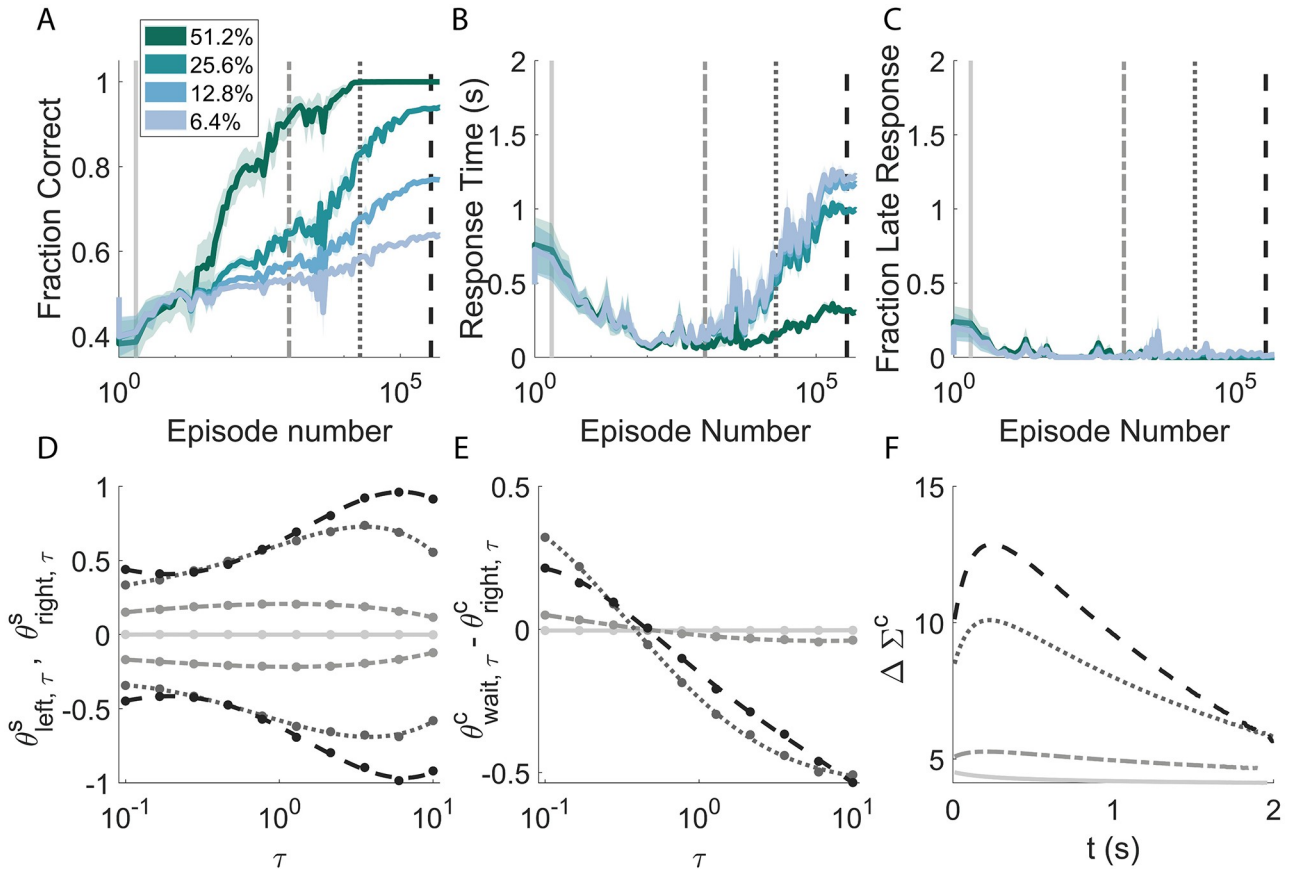 A
B
C
51.2%
25.6%
12.8%
6.4%
Fraction Correct
1
0.8
0.6
0.4
10^0
10^5
Episode number
Response Time (s)
2
1.5
1
0.5
0
10^0
10^5
Episode Number
Fraction Late Response
2
1.5
1
0.5
0
10^0
10^5
Episode Number
D
E
F
θ^s_left, τ , θ^s_right, τ
1
0.5
0
-0.5
-1
10^-1
10^0
10^1
τ
θ^c_wait, τ - θ^c_right, τ
0.5
0
-0.5
10^-1
10^0
10^1
τ
Δ Σ^c
15
10
5
0
1
2
t (s)